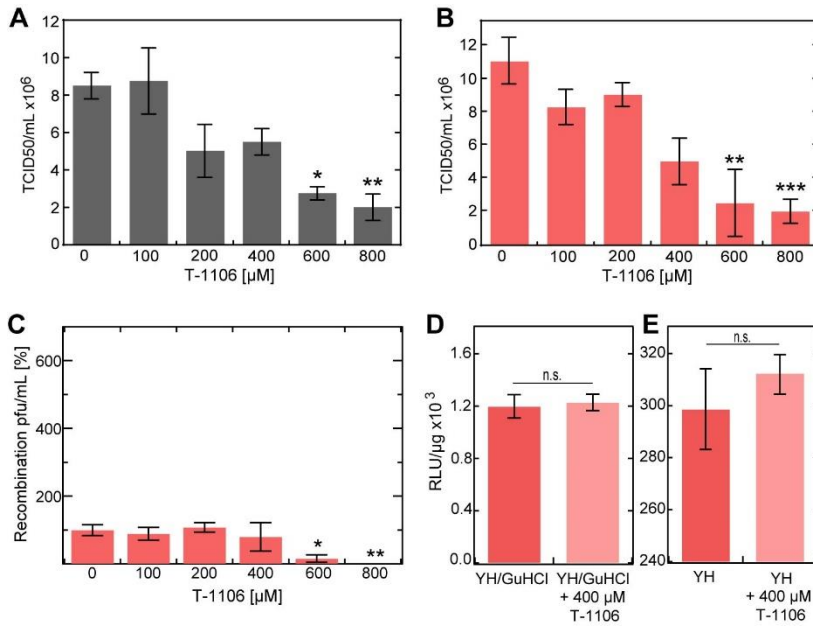 A
TCID50/mL x10⁶
12
10
8
6
4
2
0
*
**
0 100 200 400 600 800
T-1106 [µM]
B
TCID50/mL x10⁶
12
10
8
6
4
2
0
**
***
0 100 200 400 600 800
T-1106 [µM]
C
Recombination pfu/mL [%]
600
400
200
100
*
**
0 100 200 400 600 800
T-1106 [µM]
D
RLU/µg x10³
1.6
1.2
0.8
0.4
0.0
n.s.
YH/GuHCl YH/GuHCl
+ 400 µM
T-1106
E
320
300
280
260
240
n.s.
YH YH
+ 400 µM
T-1106